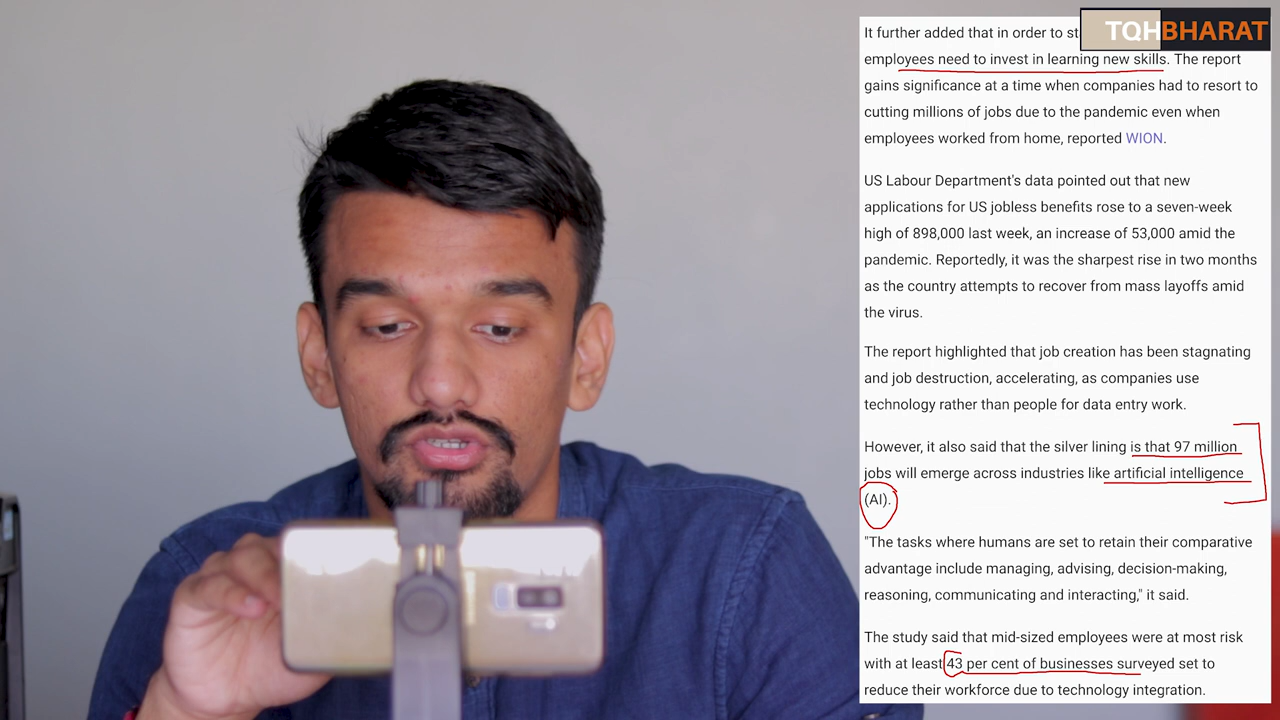 TQHBHARAT
It further added that in order to
employees need to invest in learning new skills. The report
gains significance at a time when companies had to resort to
cutting millions of jobs due to the pandemic even when
employees worked from home, reported WION.
US Labour Department's data pointed out that new
applications for US jobless benefits rose to a seven-week
high of 898,000 last week, an increase of 53,000 amid the
pandemic. Reportedly, it was the sharpest rise in two months
as the country attempts to recover from mass layoffs amid
the virus.
The report highlighted that job creation has been stagnating
and job destruction, accelerating, as companies use
technology rather than people for data entry work.
However, it also said that the silver lining is that 97 million
jobs will emerge across industries like artificial intelligence
(AI).
"The tasks where humans are set to retain their comparative
advantage include managing, advising, decision-making,
reasoning, communicating and interacting," it said.
The study said that mid-sized employees were at most risk
with at least 43 per cent of businesses surveyed set to
reduce their workforce due to technology integration.